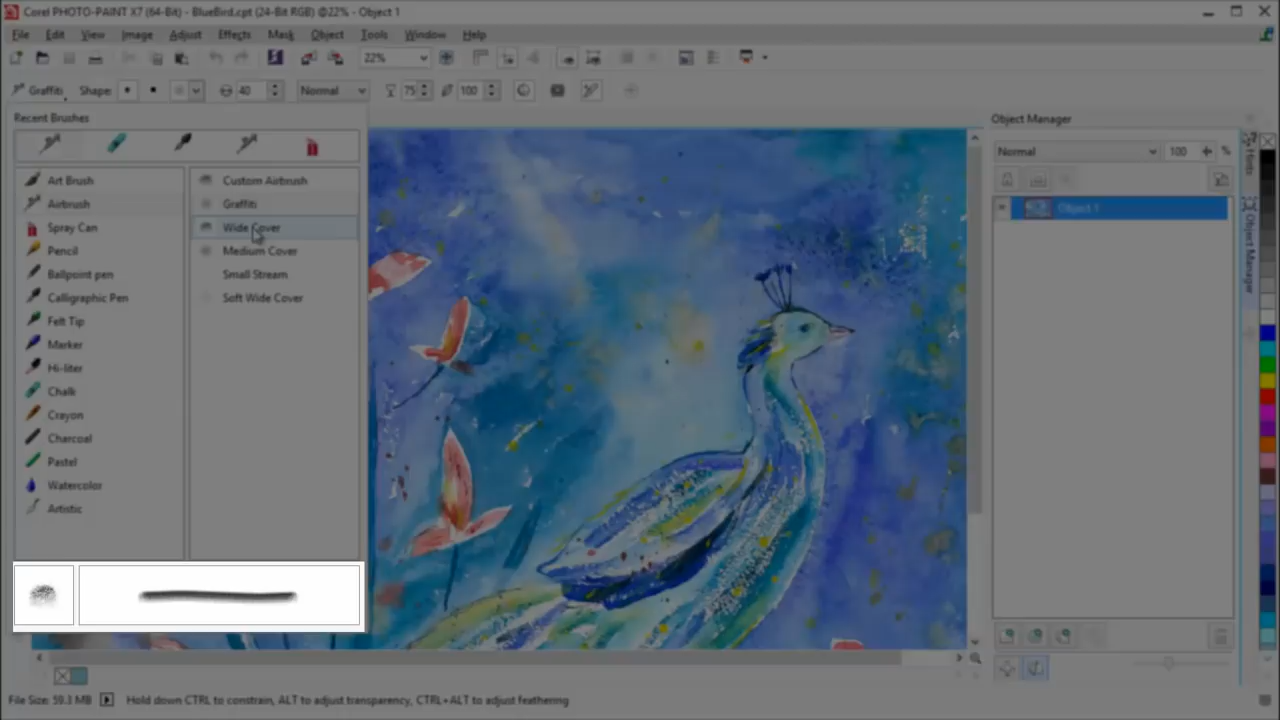 Corel PHOTO-PAINT X7 (64-Bit) - BlueBird.cpt (24-Bit RGB) @22% - Object 1
File Edit View Image Adjust Effects Mask Object Tools Window Help
22%
Graffiti Shape: 40 Normal 75 100
Recent Brushes
Art Brush
Airbrush
Spray Can
Pencil
Ballpoint pen
Calligraphic Pen
Felt Tip
Marker
Hi-liter
Chalk
Crayon
Charcoal
Pastel
Watercolor
Artistic
Custom Airbrush
Graffiti
Wide Cover
Medium Cover
Small Stream
Soft Wide Cover
Object Manager
Normal 100 %
Object 1
Hints
Object Manager
File Size: 59.3 MB Hold down CTRL to constrain, ALT to adjust transparency, CTRL+ALT to adjust feathering